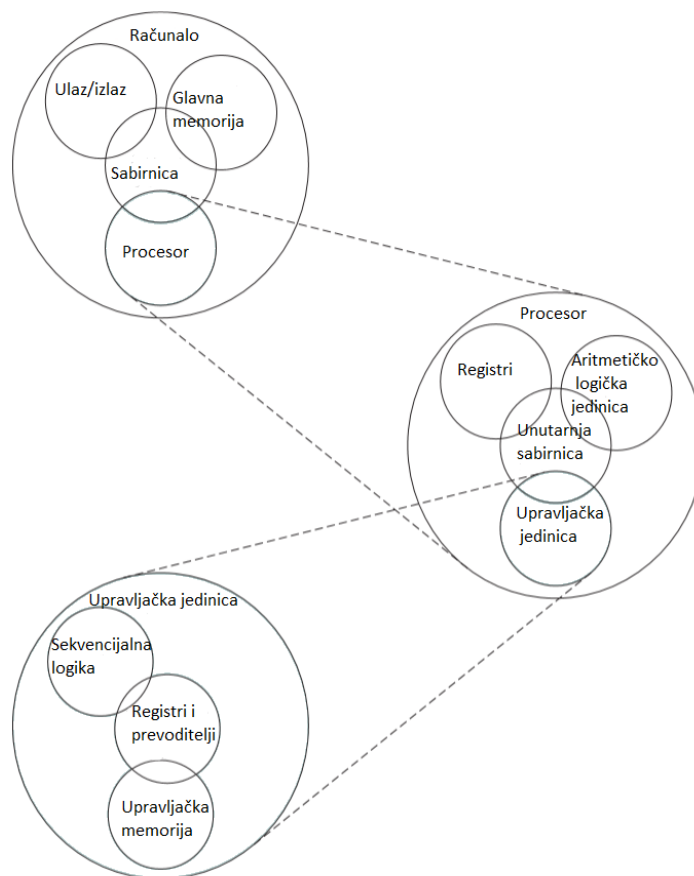 Računalo
Ulaz/izlaz
Glavna
memorija
Sabirnica
Procesor
Procesor
Registri
Aritmetičko
logička
jedinica
Unutarnja
sabirnica
Upravljačka
jedinica
Upravljačka jedinica
Sekvencijalna
logika
Registri i
prevoditelji
Upravljačka
memorija